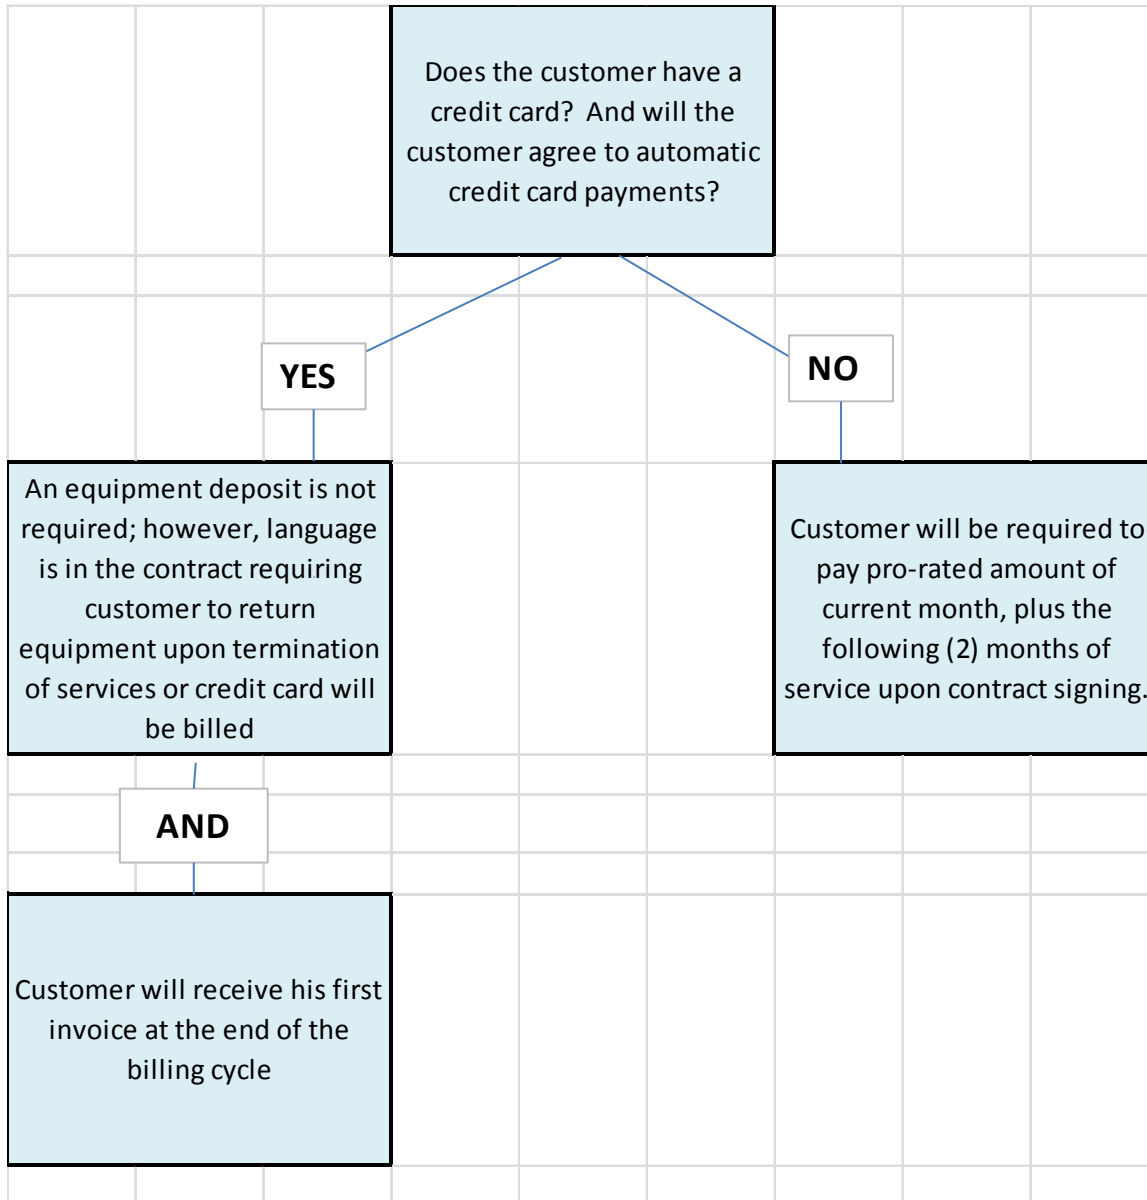 Does the customer have a
credit card?  And will the
customer agree to automatic
credit card payments?
YES
NO
An equipment deposit is not
required; however, language
is in the contract requiring
customer to return
equipment upon termination
of services or credit card will
be billed
Customer will be required to
pay pro-rated amount of
current month, plus the
following (2) months of
service upon contract signing.
AND
Customer will receive his first
invoice at the end of the
billing cycle